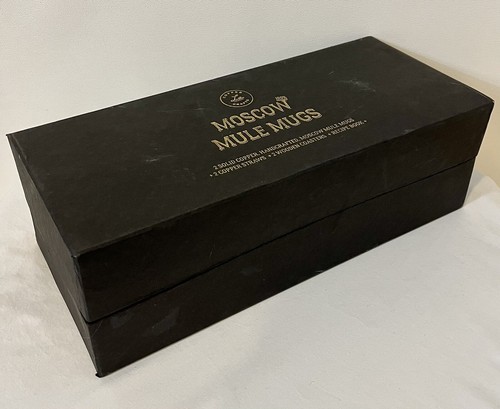 MOSCOW
MULE MUGS
2 SOLID COPPER, HANDCRAFTED, MOSCOW MULE MUGS
• 2 COPPER STRAWS • 2 WOODEN COASTERS • RECIPE BOOK •